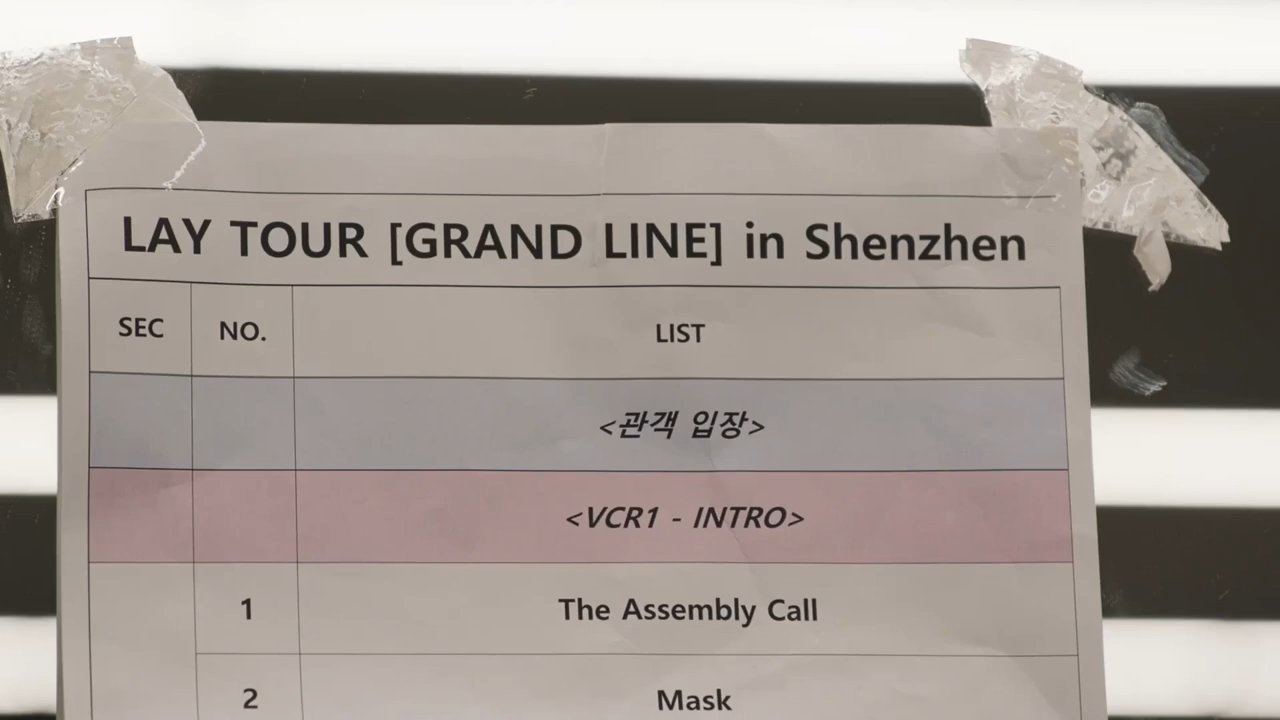 LAY TOUR [GRAND LINE] in Shenzhen
SEC NO. LIST
<관객 입장>
<VCR1 - INTRO>
1 The Assembly Call
2 Mask